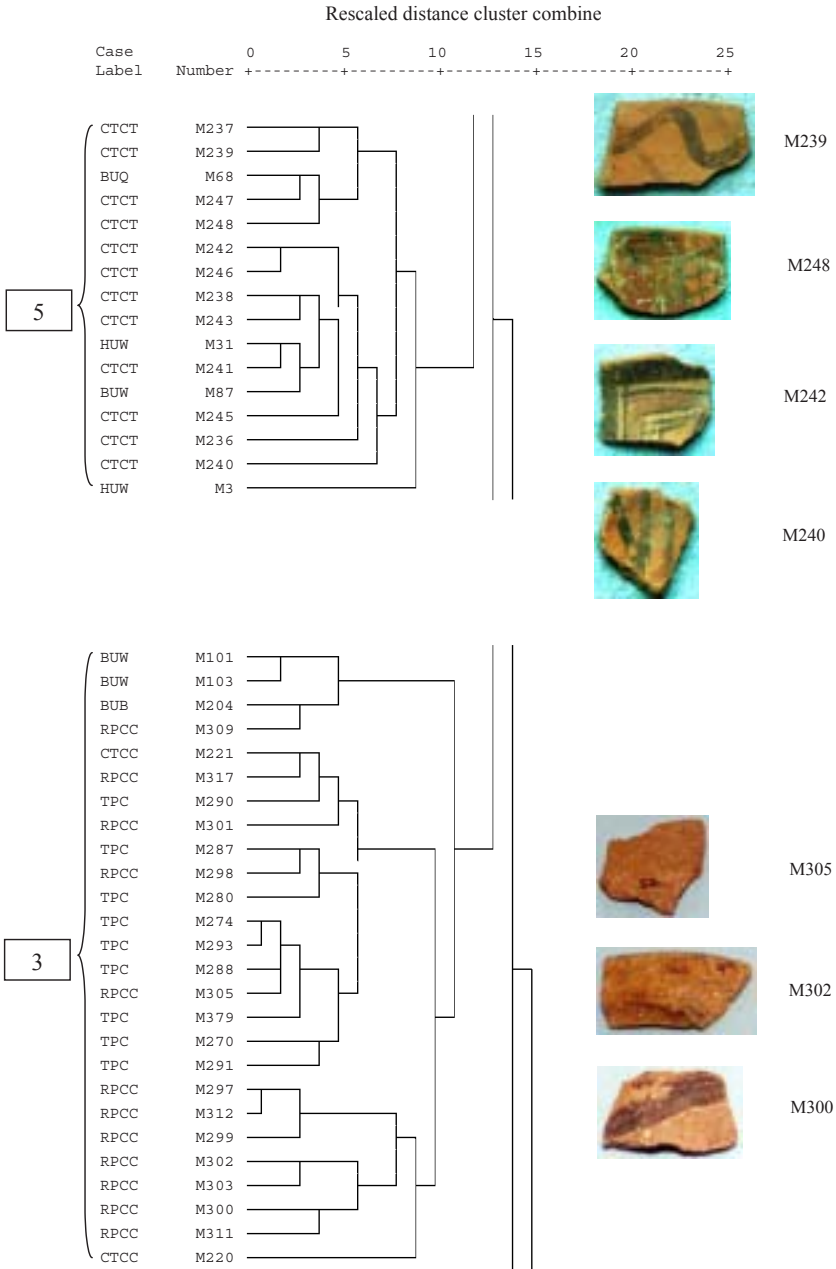 Rescaled distance cluster combine
Case 0 5 10 15 20 25
Label Number +---------+---------+---------+---------+---------+
CTCT M237
CTCT M239
BUQ M68
CTCT M247
CTCT M248
CTCT M242
CTCT M246
CTCT M238
CTCT M243
HUW M31
CTCT M241
BUW M87
CTCT M245
CTCT M236
CTCT M240
HUW M3
5
M239
M248
M242
M240
BUW M101
BUW M103
BUB M204
RPCC M309
CTCC M221
RPCC M317
TPC M290
RPCC M301
TPC M287
RPCC M298
TPC M280
TPC M274
TPC M293
TPC M288
RPCC M305
TPC M379
TPC M270
TPC M291
RPCC M297
RPCC M312
RPCC M299
RPCC M302
RPCC M303
RPCC M300
RPCC M311
CTCC M220
3
M305
M302
M300